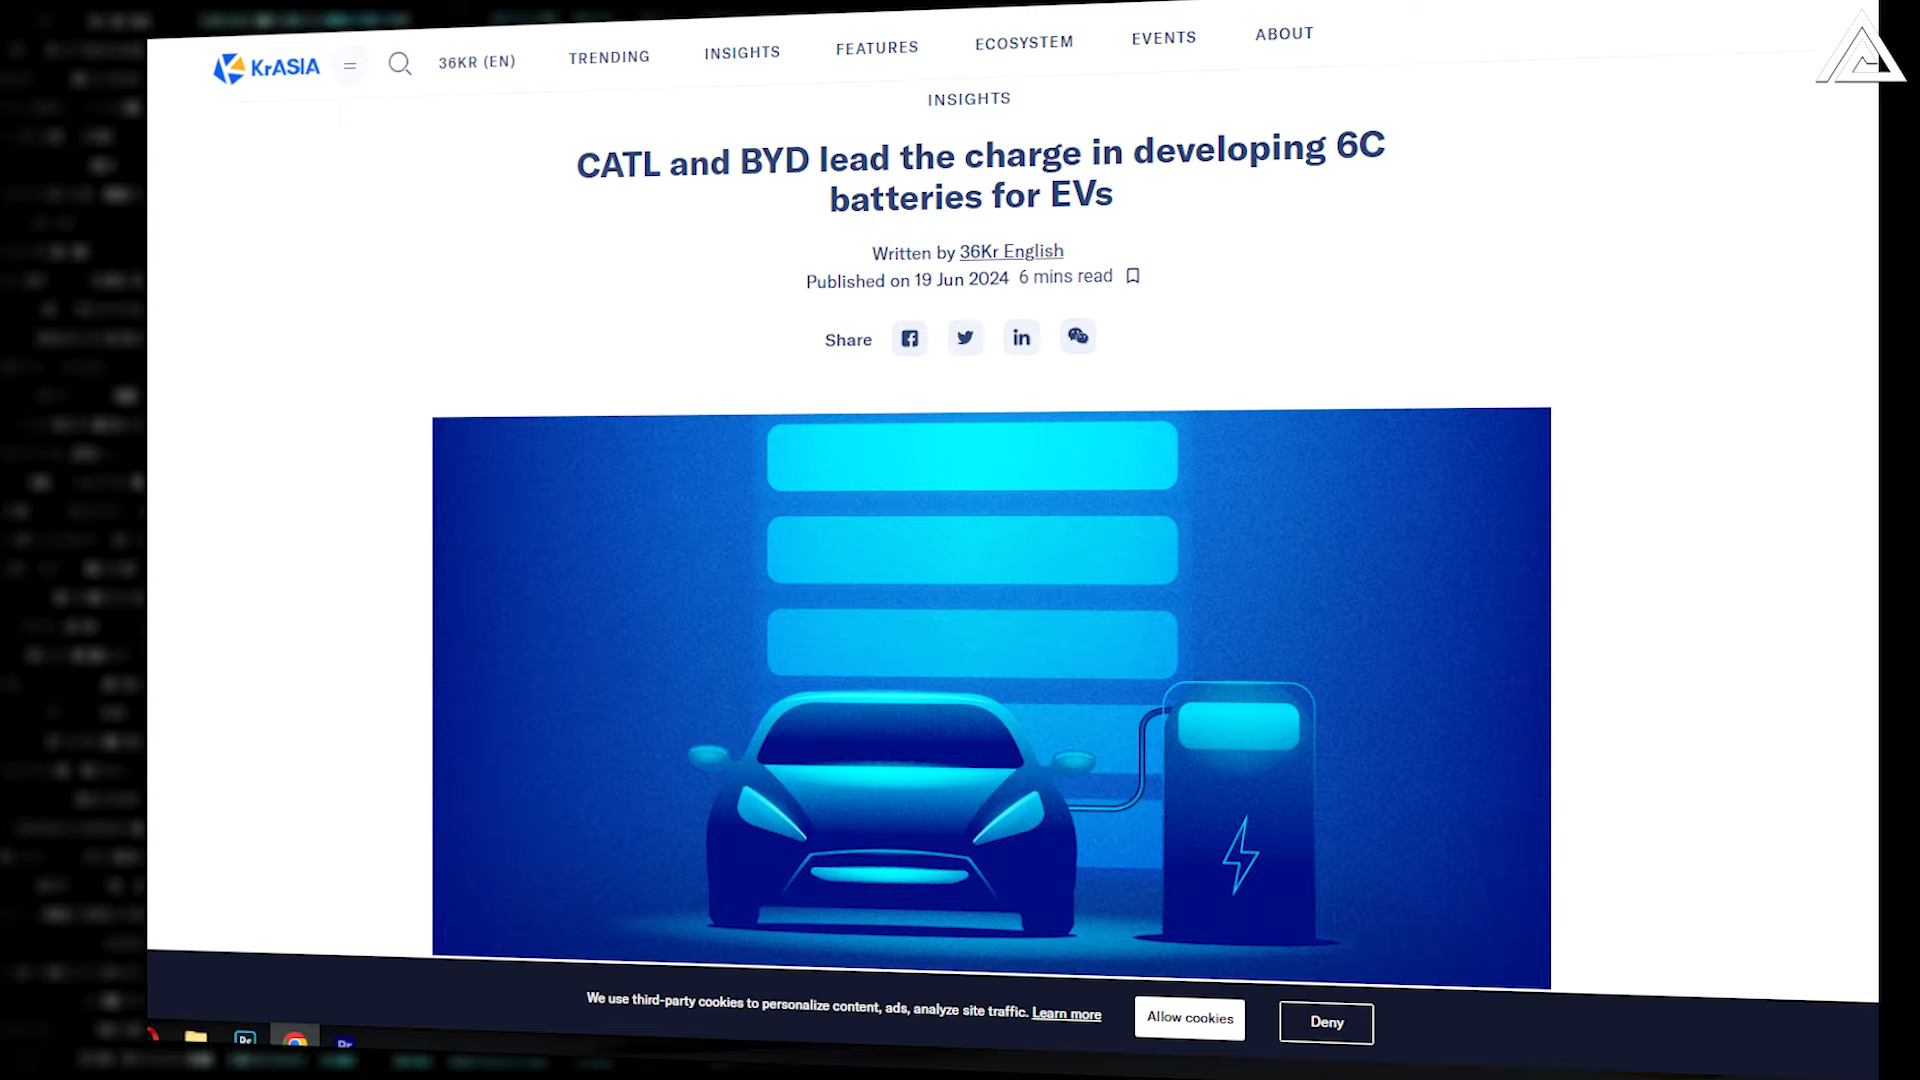 KrASIA
36KR (EN)
TRENDING
INSIGHTS
FEATURES
ECOSYSTEM
EVENTS
ABOUT
INSIGHTS
CATL and BYD lead the charge in developing 6C
batteries for EVs
Written by 36Kr English
Published on 19 Jun 2024 6 mins read
Share
We use third-party cookies to personalize content, ads, analyze site traffic. Learn more
Allow cookies
Deny
Pr